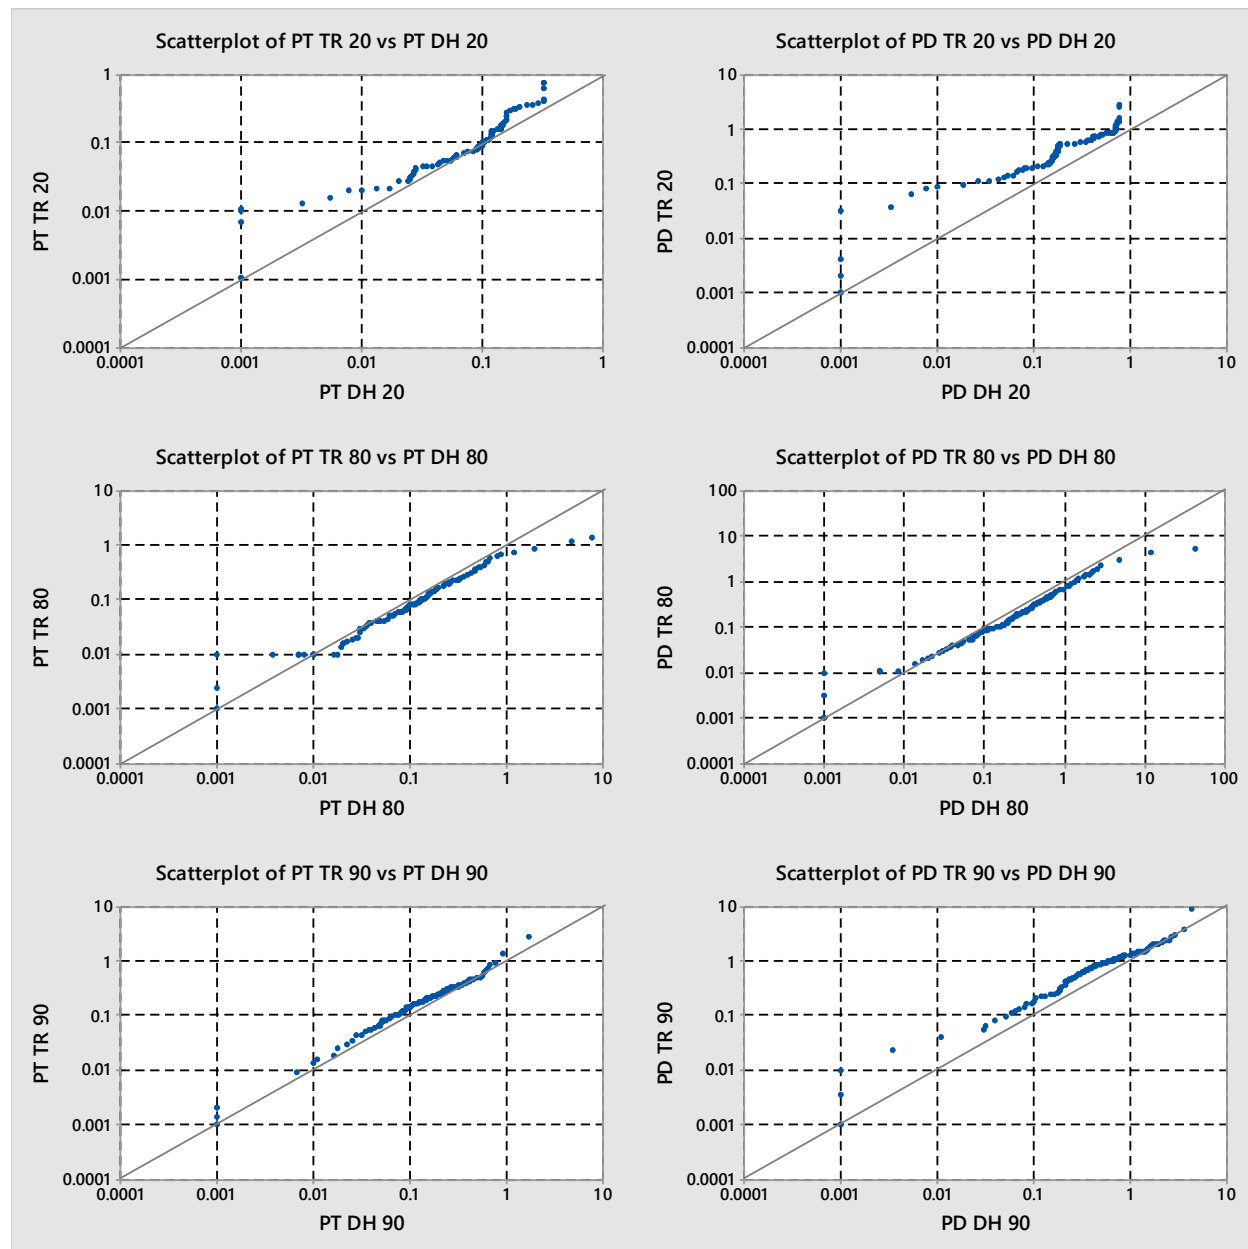 Scatterplot of PT TR 20 vs PT DH 20
1
0.1
0.01
0.001
0.0001
PT TR 20
0.0001 0.001 0.01 0.1 1
PT DH 20
Scatterplot of PD TR 20 vs PD DH 20
10
1
0.1
0.01
0.001
0.0001
PD TR 20
0.0001 0.001 0.01 0.1 1 10
PD DH 20
Scatterplot of PT TR 80 vs PT DH 80
10
1
0.1
0.01
0.001
0.0001
PT TR 80
0.0001 0.001 0.01 0.1 1 10
PT DH 80
Scatterplot of PD TR 80 vs PD DH 80
100
10
1
0.1
0.01
0.001
0.0001
PD TR 80
0.0001 0.001 0.01 0.1 1 10 100
PD DH 80
Scatterplot of PT TR 90 vs PT DH 90
10
1
0.1
0.01
0.001
0.0001
PT TR 90
0.0001 0.001 0.01 0.1 1 10
PT DH 90
Scatterplot of PD TR 90 vs PD DH 90
10
1
0.1
0.01
0.001
0.0001
PD TR 90
0.0001 0.001 0.01 0.1 1 10
PD DH 90